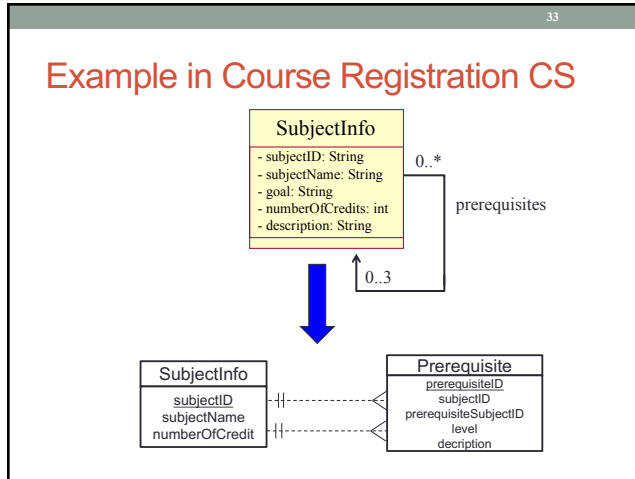 33
Example in Course Registration CS
SubjectInfo
- subjectID: String
- subjectName: String
- goal: String
- numberOfCredits: int
- description: String
0..*
prerequisites
0..3
SubjectInfo
subjectID
subjectName
numberOfCredit
Prerequisite
prerequisiteID
subjectID
prerequisiteSubjectID
level
decription